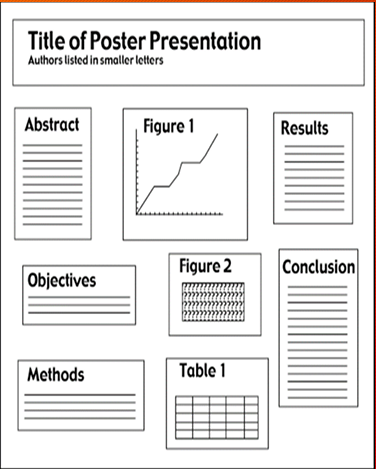 Title of Poster Presentation
Authors listed in smaller letters
Abstract
Objectives
Methods
Figure 1
Figure 2
Table 1
Results
Conclusion